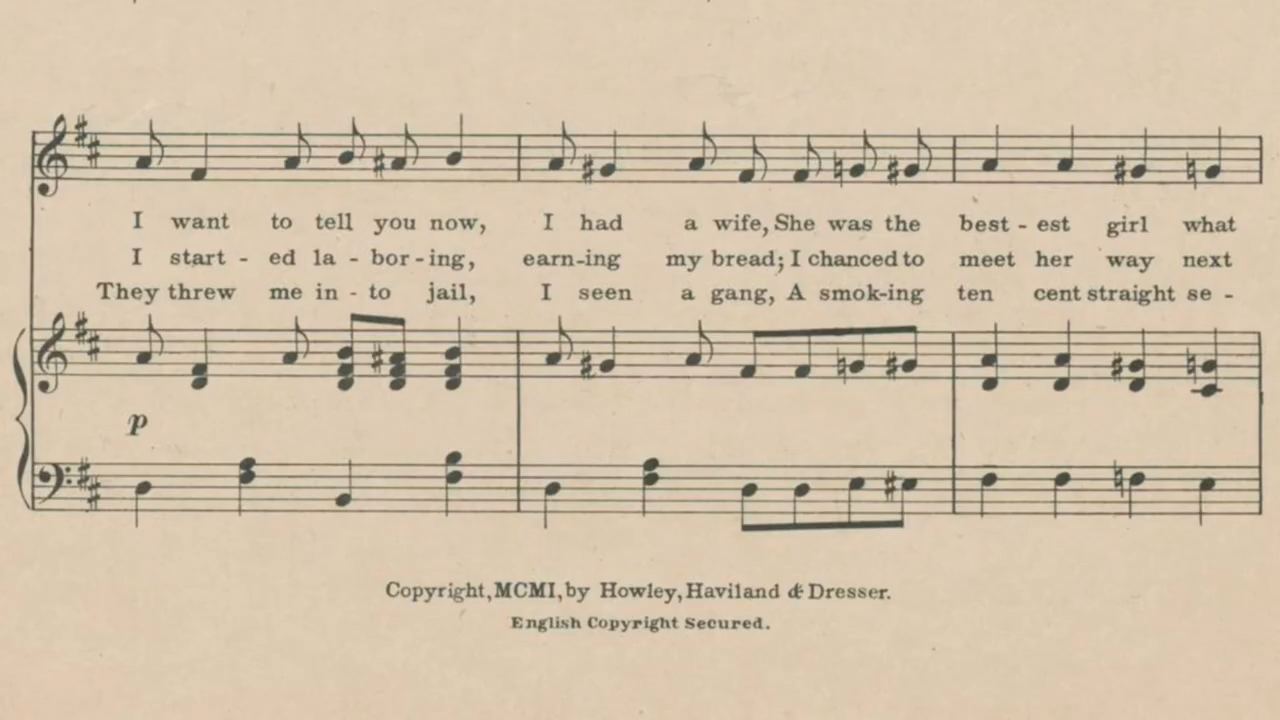 I want to tell you now, I had a wife, She was the best - est girl what
I start - ed la - bor - ing, earn-ing my bread; I chanced to meet her way next
They threw me in - to jail, I seen a gang, A smok-ing ten cent straight se -
p
Copyright, MCMI, by Howley, Haviland & Dresser.
English Copyright Secured.